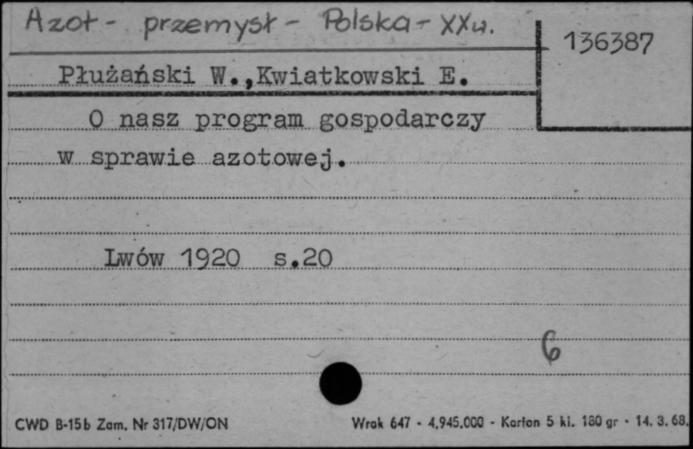 Azot - przemysł - Polska - XXw.
136387
Płużański W.,Kwiatkowski E.
O nasz program gospodarczy
w sprawie azotowej.
Lwów 1920 s.20
6
CWD B-15b Zam. Nr 317/DW/ON
Wrak 647 - 4.945.000 - Karton 5 kl. 180 gr - 14. 3. 68.